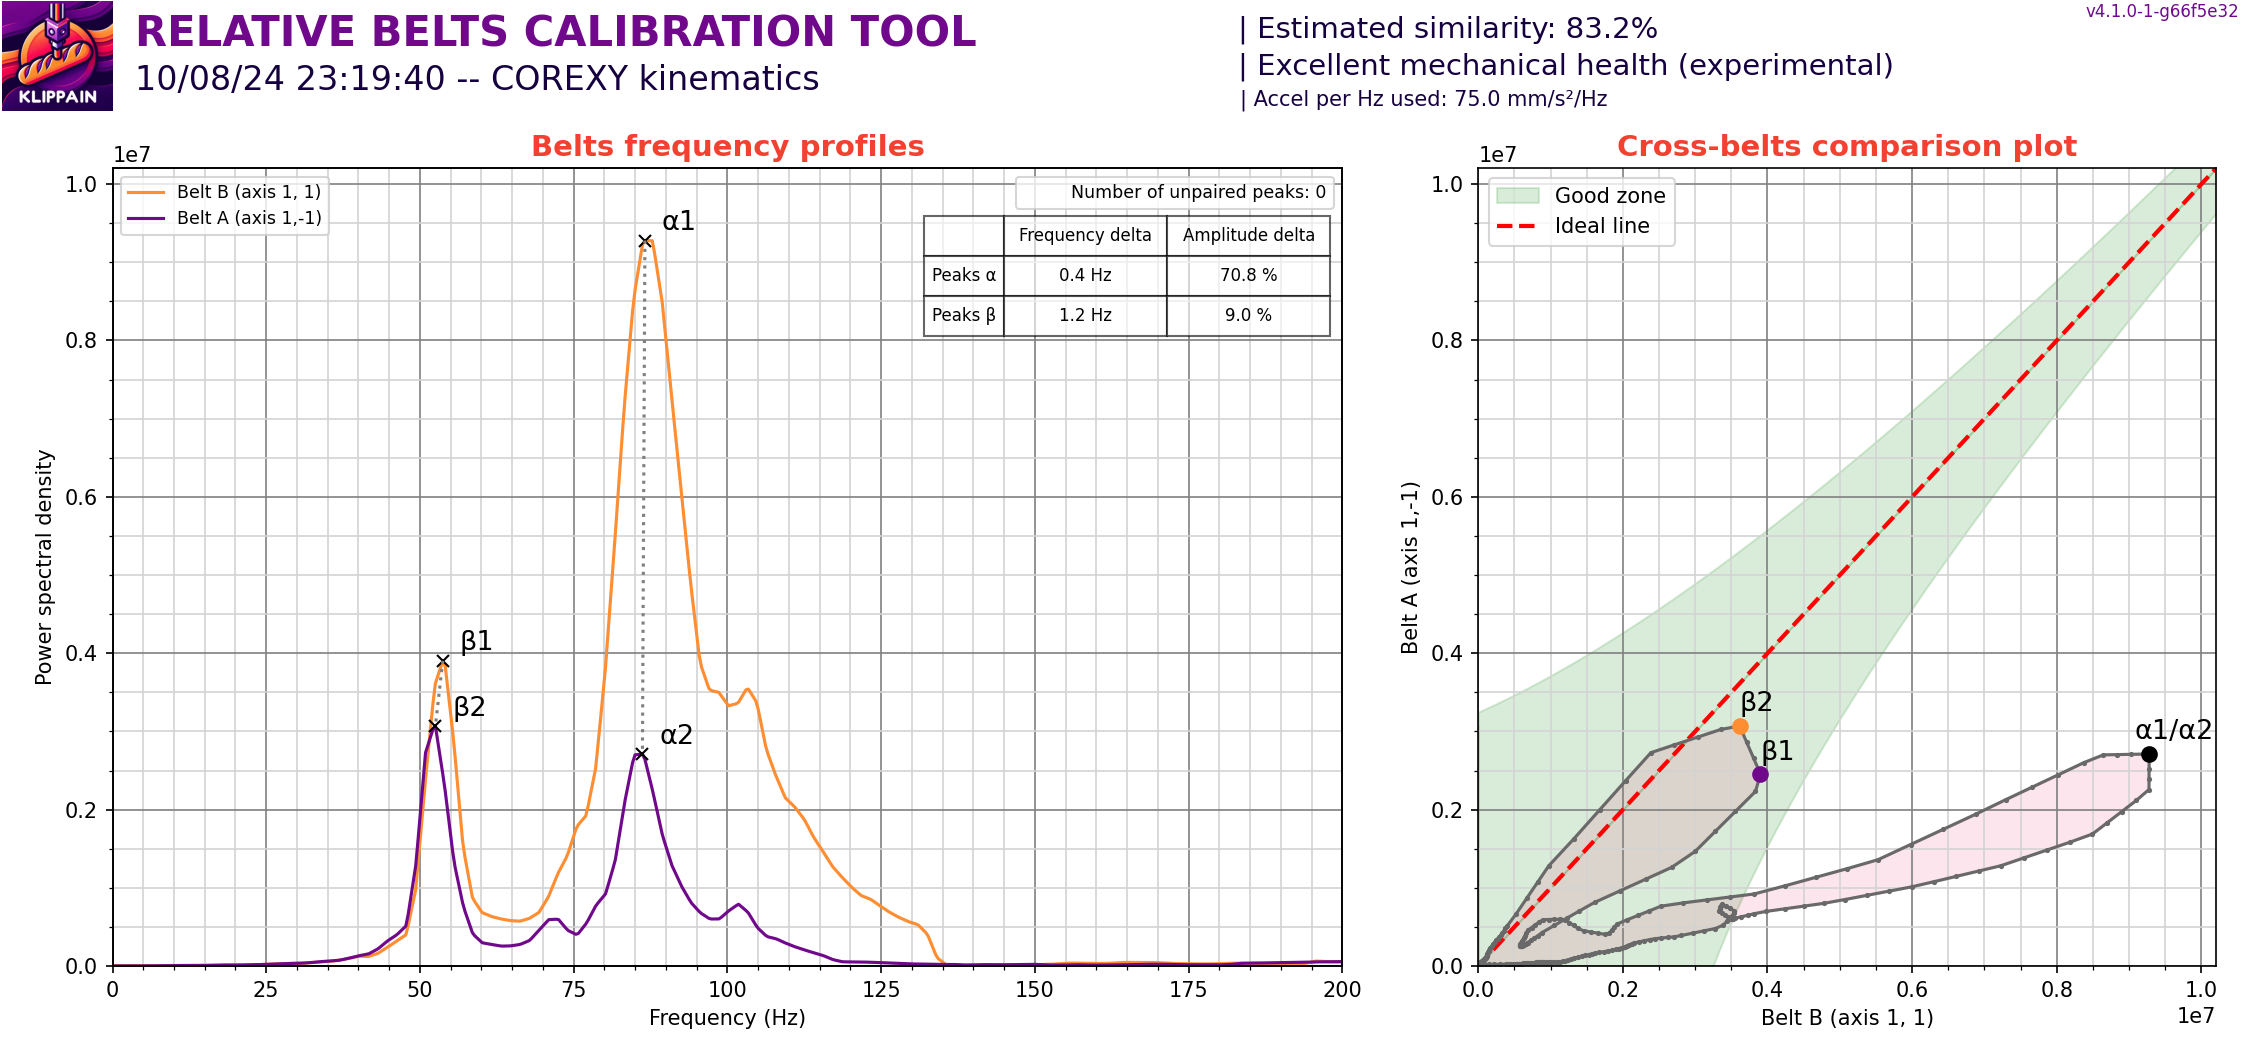 KLIPPAIN
RELATIVE BELTS CALIBRATION TOOL
10/08/24 23:19:40 -- COREXY kinematics
| Estimated similarity: 83.2%
| Excellent mechanical health (experimental)
| Accel per Hz used: 75.0 mm/s²/Hz
v4.1.0-1-g66f5e32
Belts frequency profiles
1e7
Belt B (axis 1, 1)
Belt A (axis 1,-1)
Number of unpaired peaks: 0
Frequency delta Amplitude delta
Peaks α 0.4 Hz 70.8 %
Peaks β 1.2 Hz 9.0 %
α1
α2
β1
β2
Power spectral density
1.0
0.8
0.6
0.4
0.2
0.0
0 25 50 75 100 125 150 175 200
Frequency (Hz)
Cross-belts comparison plot
1e7
Good zone
Ideal line
β2
β1
α1/α2
Belt A (axis 1,-1)
1.0
0.8
0.6
0.4
0.2
0.0
0.0 0.2 0.4 0.6 0.8 1.0
1e7
Belt B (axis 1, 1)